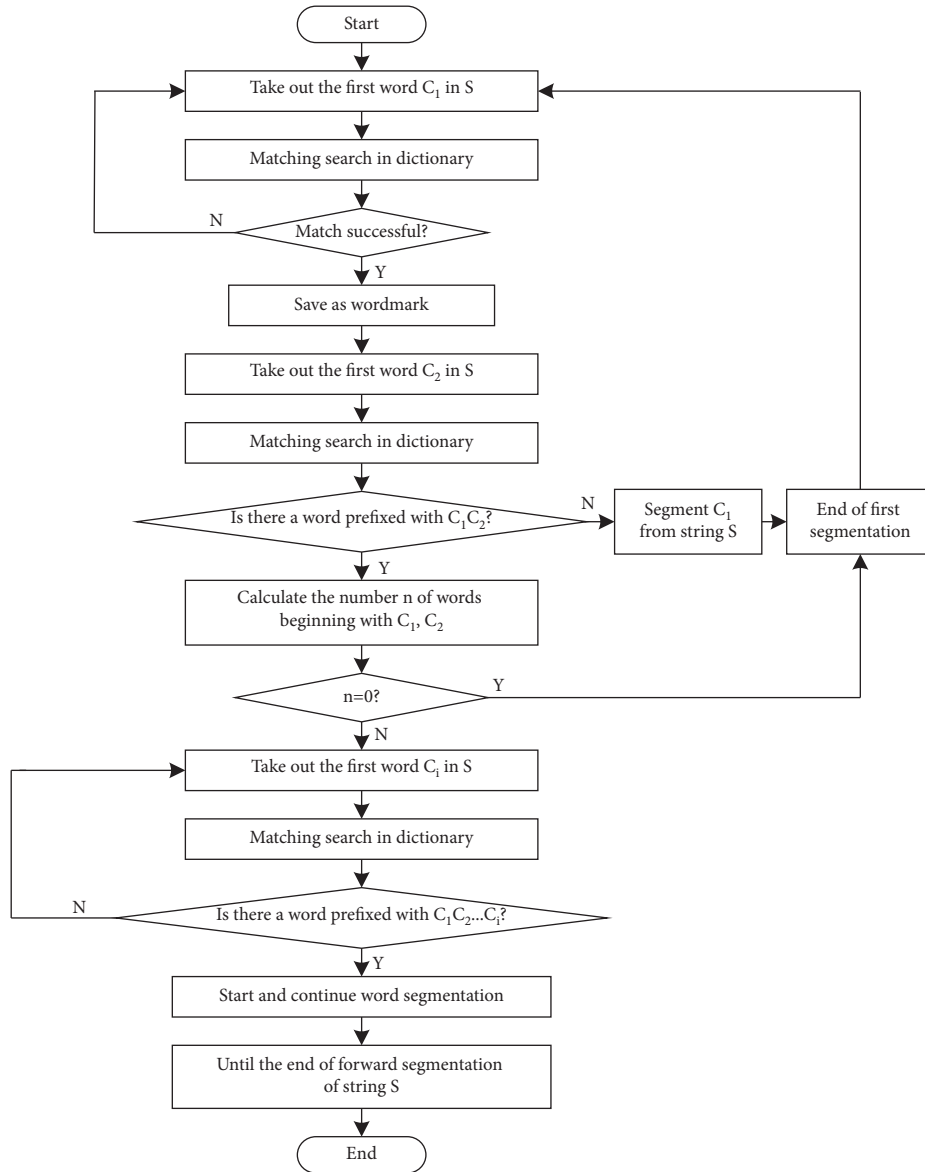 Start
Take out the first word C₁ in S
Matching search in dictionary
N
Match successful?
Y
Save as wordmark
Take out the first word C₂ in S
Matching search in dictionary
Is there a word prefixed with C₁C₂?
N
Segment C₁
from string S
End of first
segmentation
Y
Calculate the number n of words
beginning with C₁, C₂
n=0?
Y
N
Take out the first word Cᵢ in S
Matching search in dictionary
N
Is there a word prefixed with C₁C₂...Cᵢ?
Y
Start and continue word segmentation
Until the end of forward segmentation
of string S
End